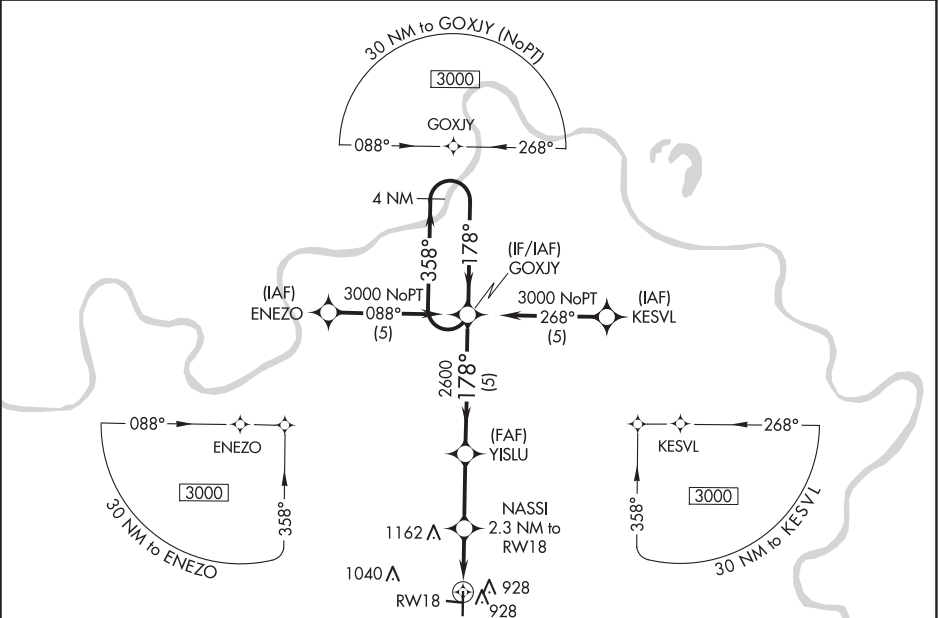 30 NM to GOXJY (NoPT)
3000
GOXJY
088°
268°
4 NM
358°
178°
(IF/IAF)
GOXJY
(IAF)
ENEZO
3000 NoPT
088°
(5)
3000 NoPT
268°
(5)
(IAF)
KESVL
2600
178°
(5)
088°
ENEZO
3000
358°
30 NM to ENEZO
(FAF)
YISLU
268°
KESVL
3000
358°
30 NM to KESVL
NASSI
2.3 NM to
RW18
1162
1040
928
RW18
928